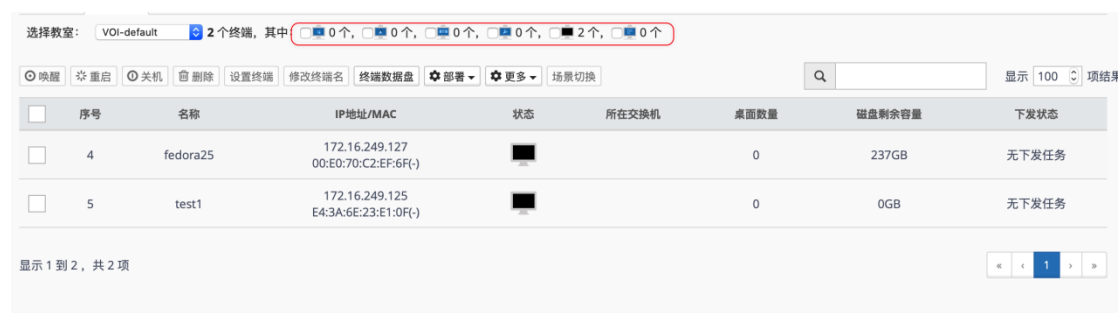 选择教室： VOI-default 2 个终端，其中: 0 个， 0 个， 0 个， 0 个， 2 个， 0 个
唤醒 重启 关机 删除 设置终端 修改终端名 终端数据盘 部署 更多 场景切换 显示 100 项结果
序号 名称 IP地址/MAC 状态 所在交换机 桌面数量 磁盘剩余容量 下发状态
4 fedora25 172.16.249.127 0 237GB 无下发任务
00:E0:70:C2:EF:6F(-)
5 test1 172.16.249.125 0 0GB 无下发任务
E4:3A:6E:23:E1:0F(-)
显示 1 到 2 ，共 2 项 « ‹ 1 › »